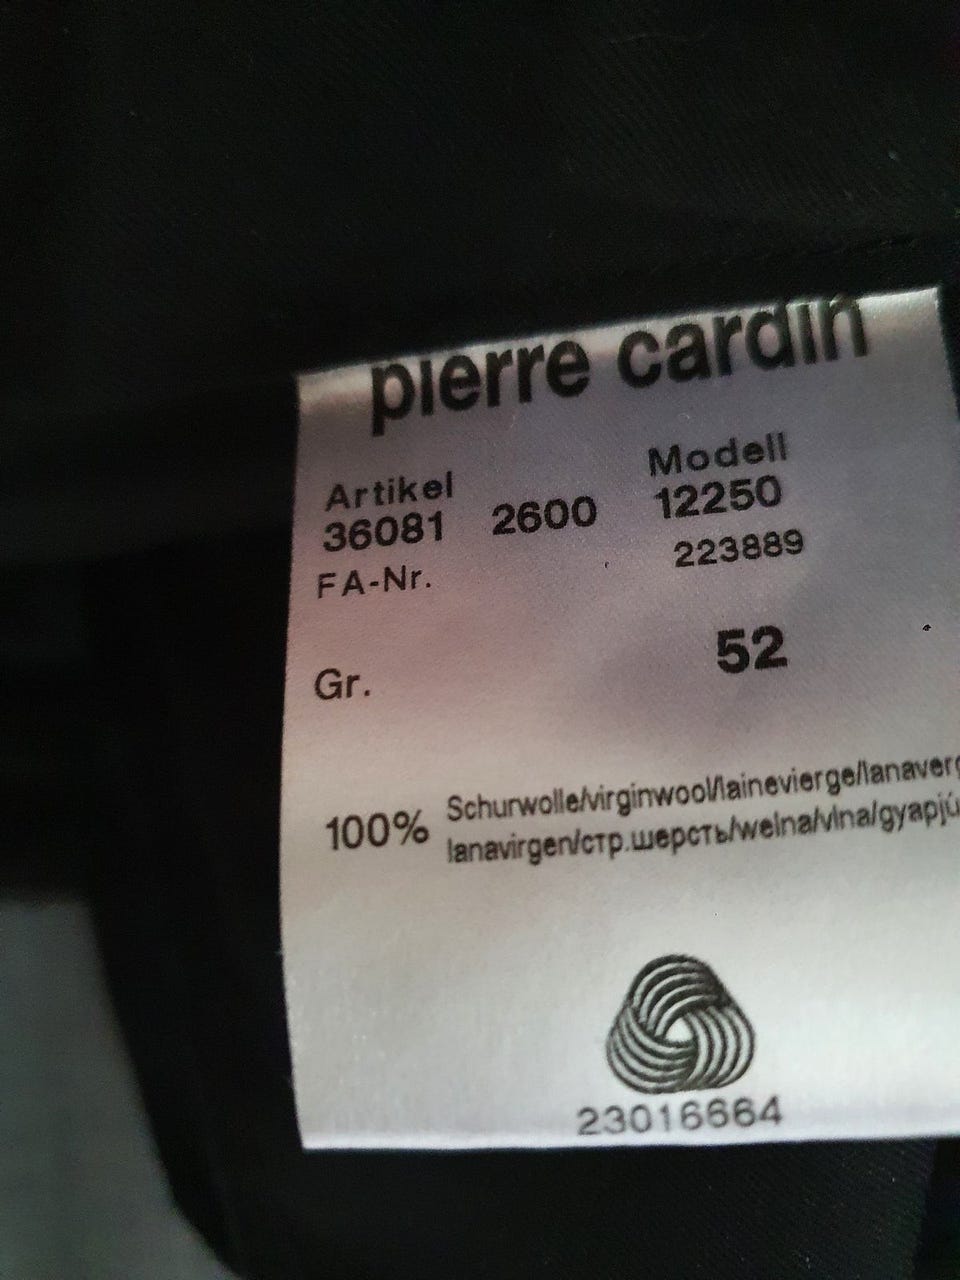 pierre cardin
Artikel Modell
36081 2600 12250
FA-Nr. 223889
Gr. 52
100% Schurwolle/virginwool/lainevierge/lanaverg
lanavirgen/стр.шерсть/welna/vlna/gyapjú
23016664